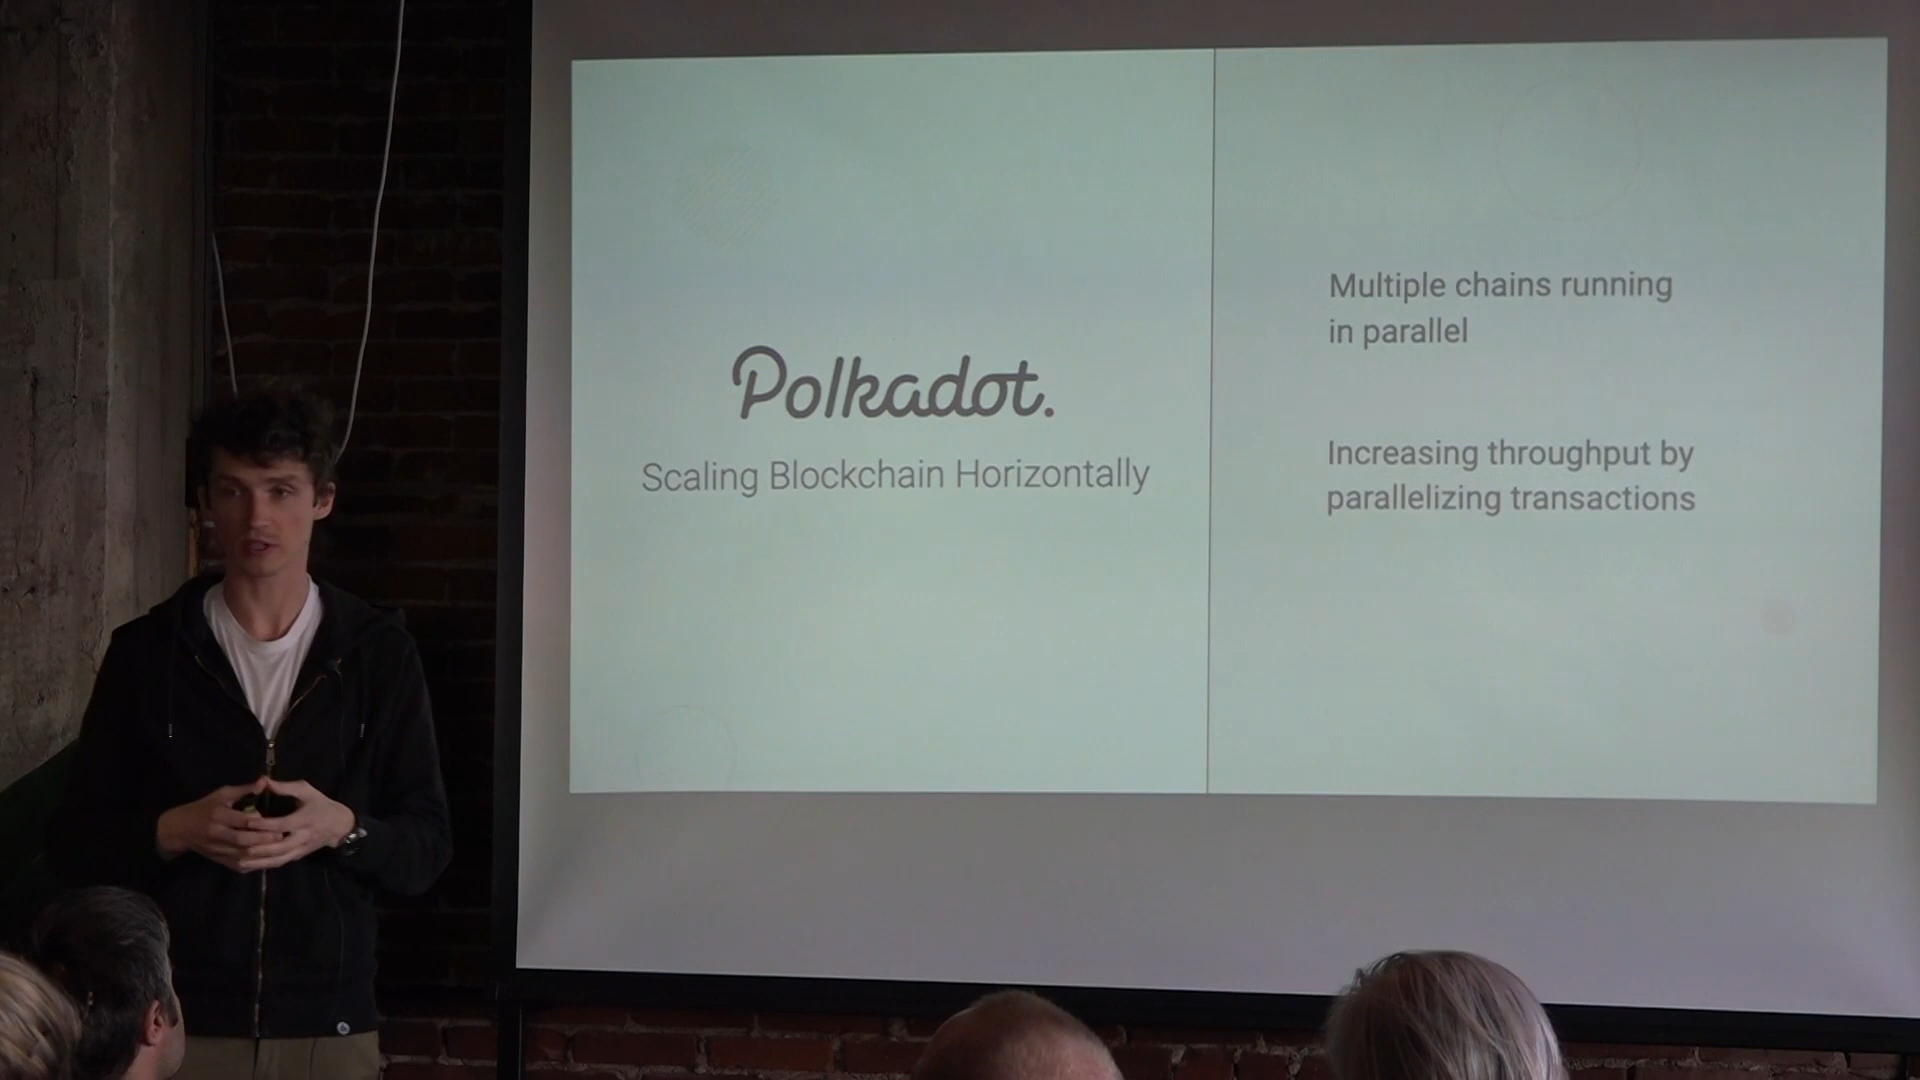 Polkadot.
Scaling Blockchain Horizontally
Multiple chains running
in parallel
Increasing throughput by
parallelizing transactions